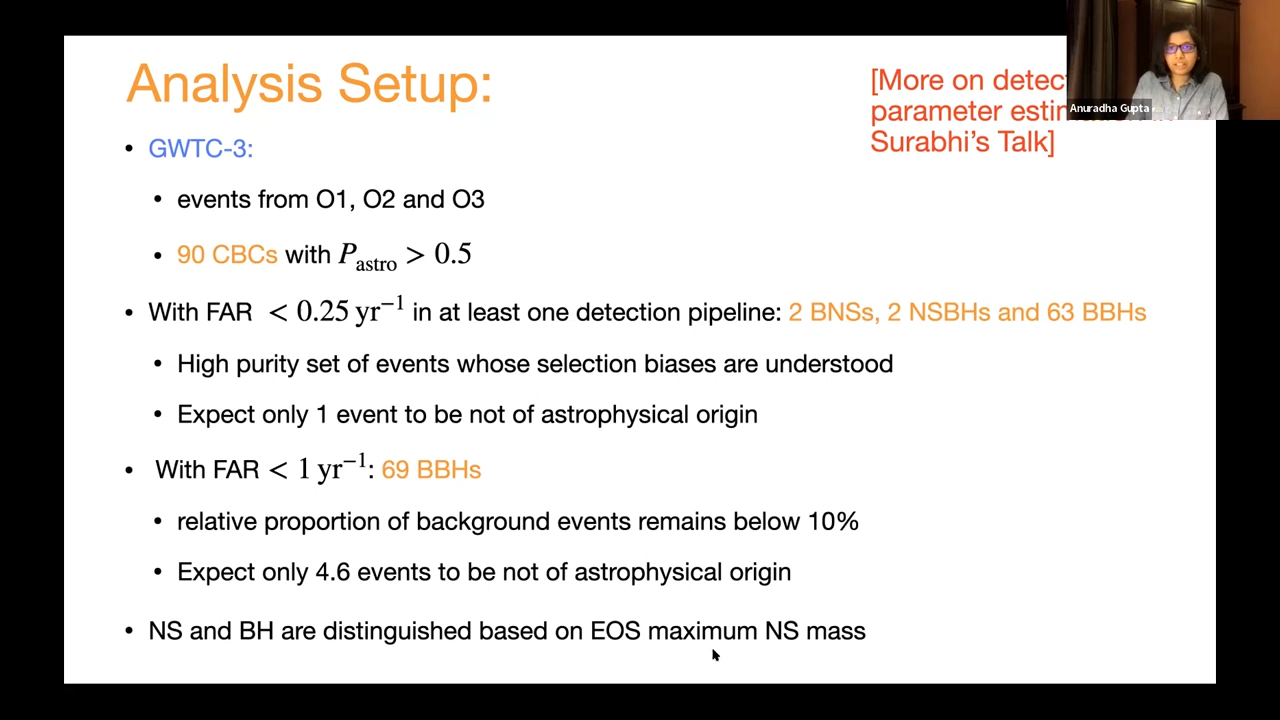 Analysis Setup:
[More on detec
parameter esti
Surabhi's Talk]
Anuradha Gupta
• GWTC-3:
• events from O1, O2 and O3
• 90 CBCs with P_astro > 0.5
• With FAR < 0.25 yr⁻¹ in at least one detection pipeline: 2 BNSs, 2 NSBHs and 63 BBHs
• High purity set of events whose selection biases are understood
• Expect only 1 event to be not of astrophysical origin
• With FAR < 1 yr⁻¹: 69 BBHs
• relative proportion of background events remains below 10%
• Expect only 4.6 events to be not of astrophysical origin
• NS and BH are distinguished based on EOS maximum NS mass